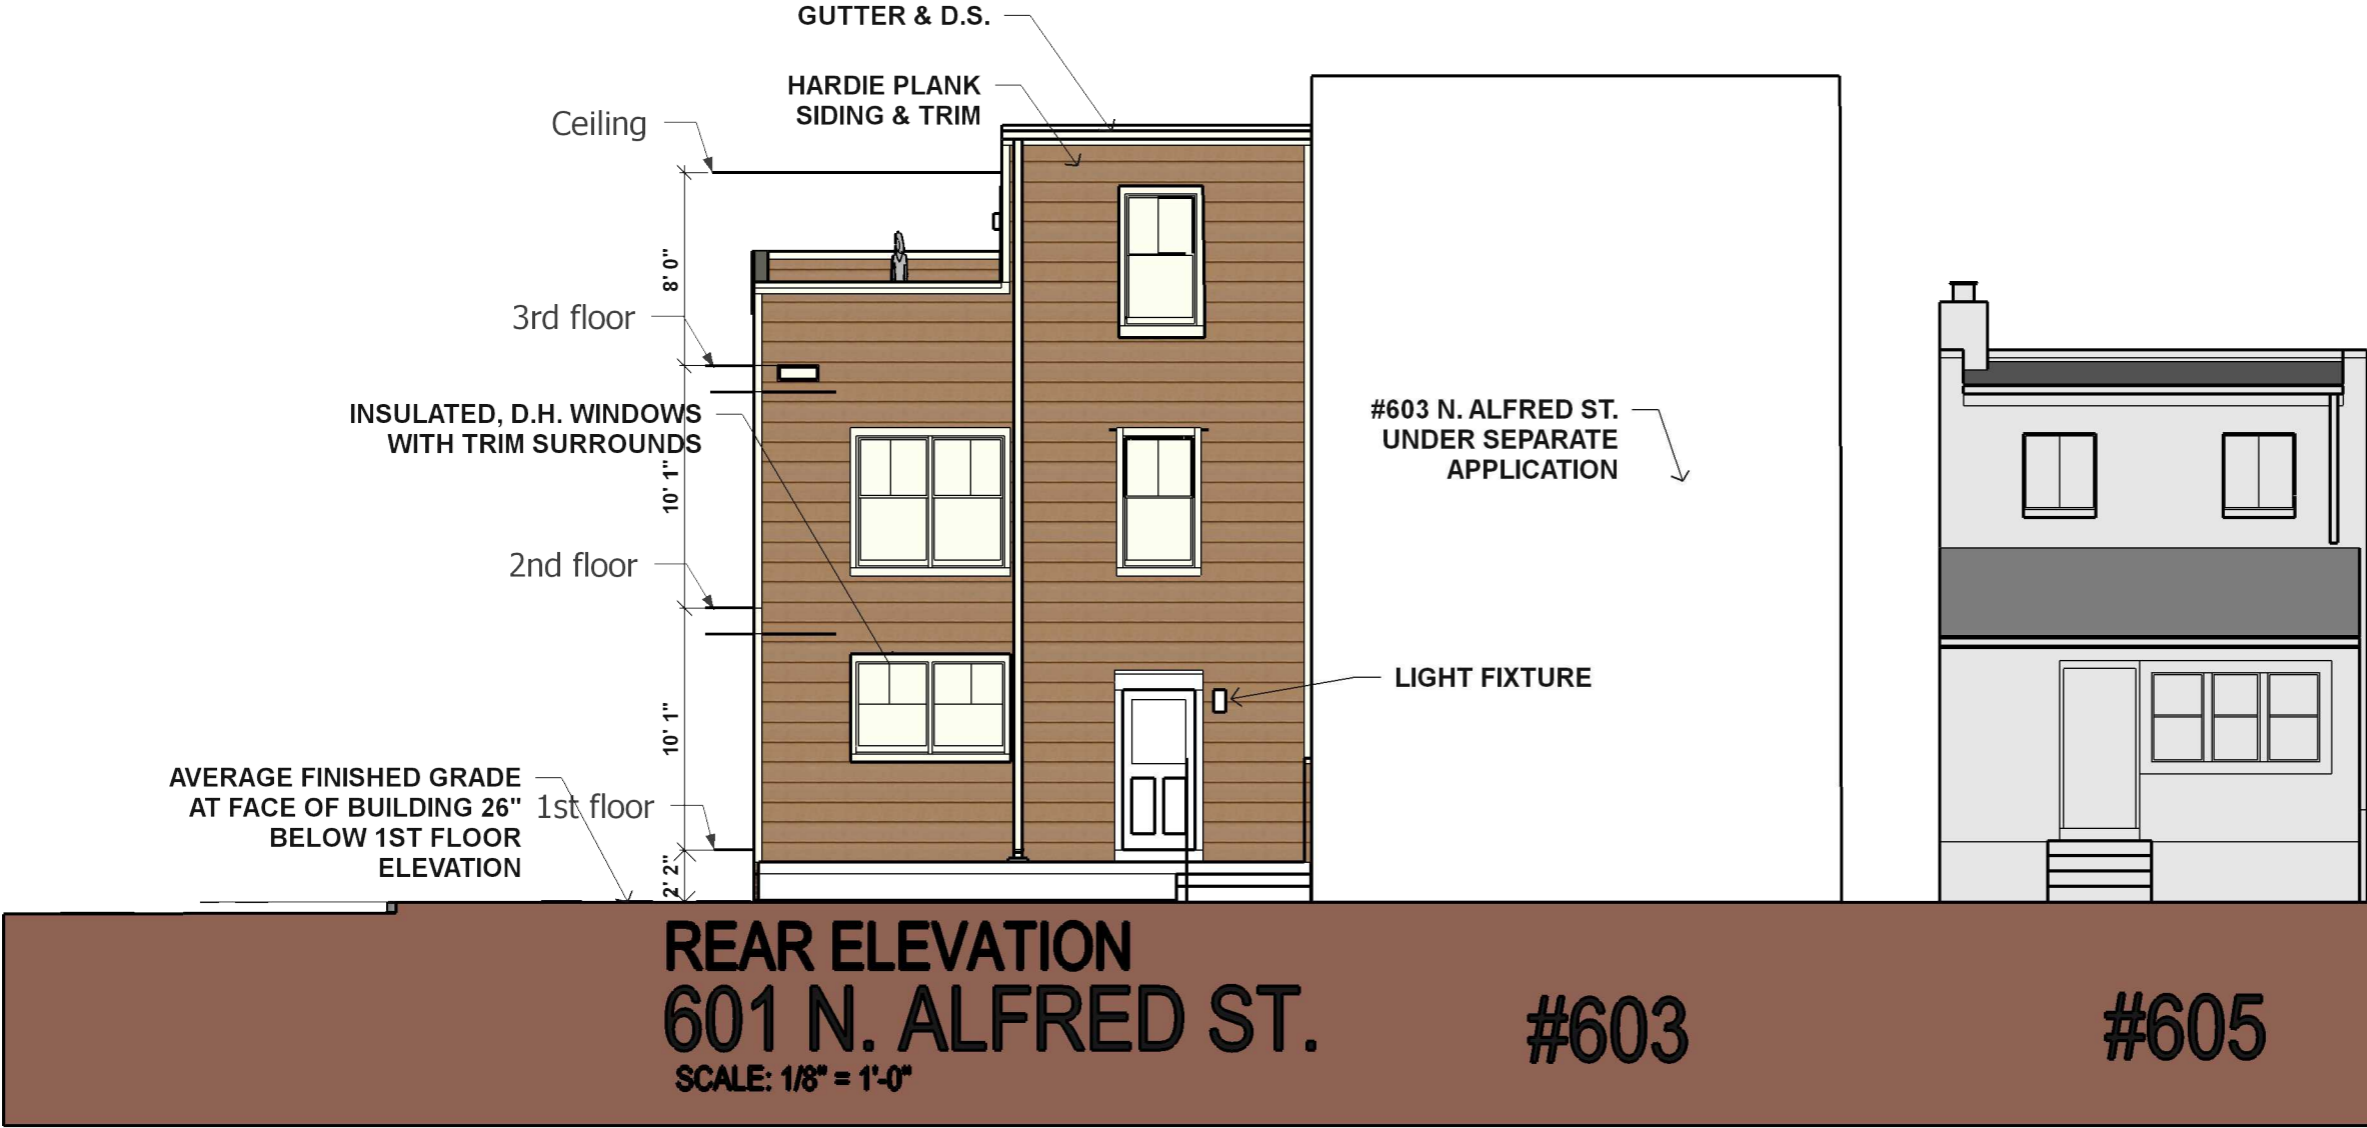 GUTTER & D.S.
HARDIE PLANK
SIDING & TRIM
Ceiling
8' 0"
3rd floor
INSULATED, D.H. WINDOWS
WITH TRIM SURROUNDS
10' 1"
#603 N. ALFRED ST.
UNDER SEPARATE
APPLICATION
2nd floor
LIGHT FIXTURE
10' 1"
AVERAGE FINISHED GRADE
AT FACE OF BUILDING 26"
BELOW 1ST FLOOR
ELEVATION
1st floor
2' 2"
REAR ELEVATION
601 N. ALFRED ST.
SCALE: 1/8" = 1'-0"
#603
#605